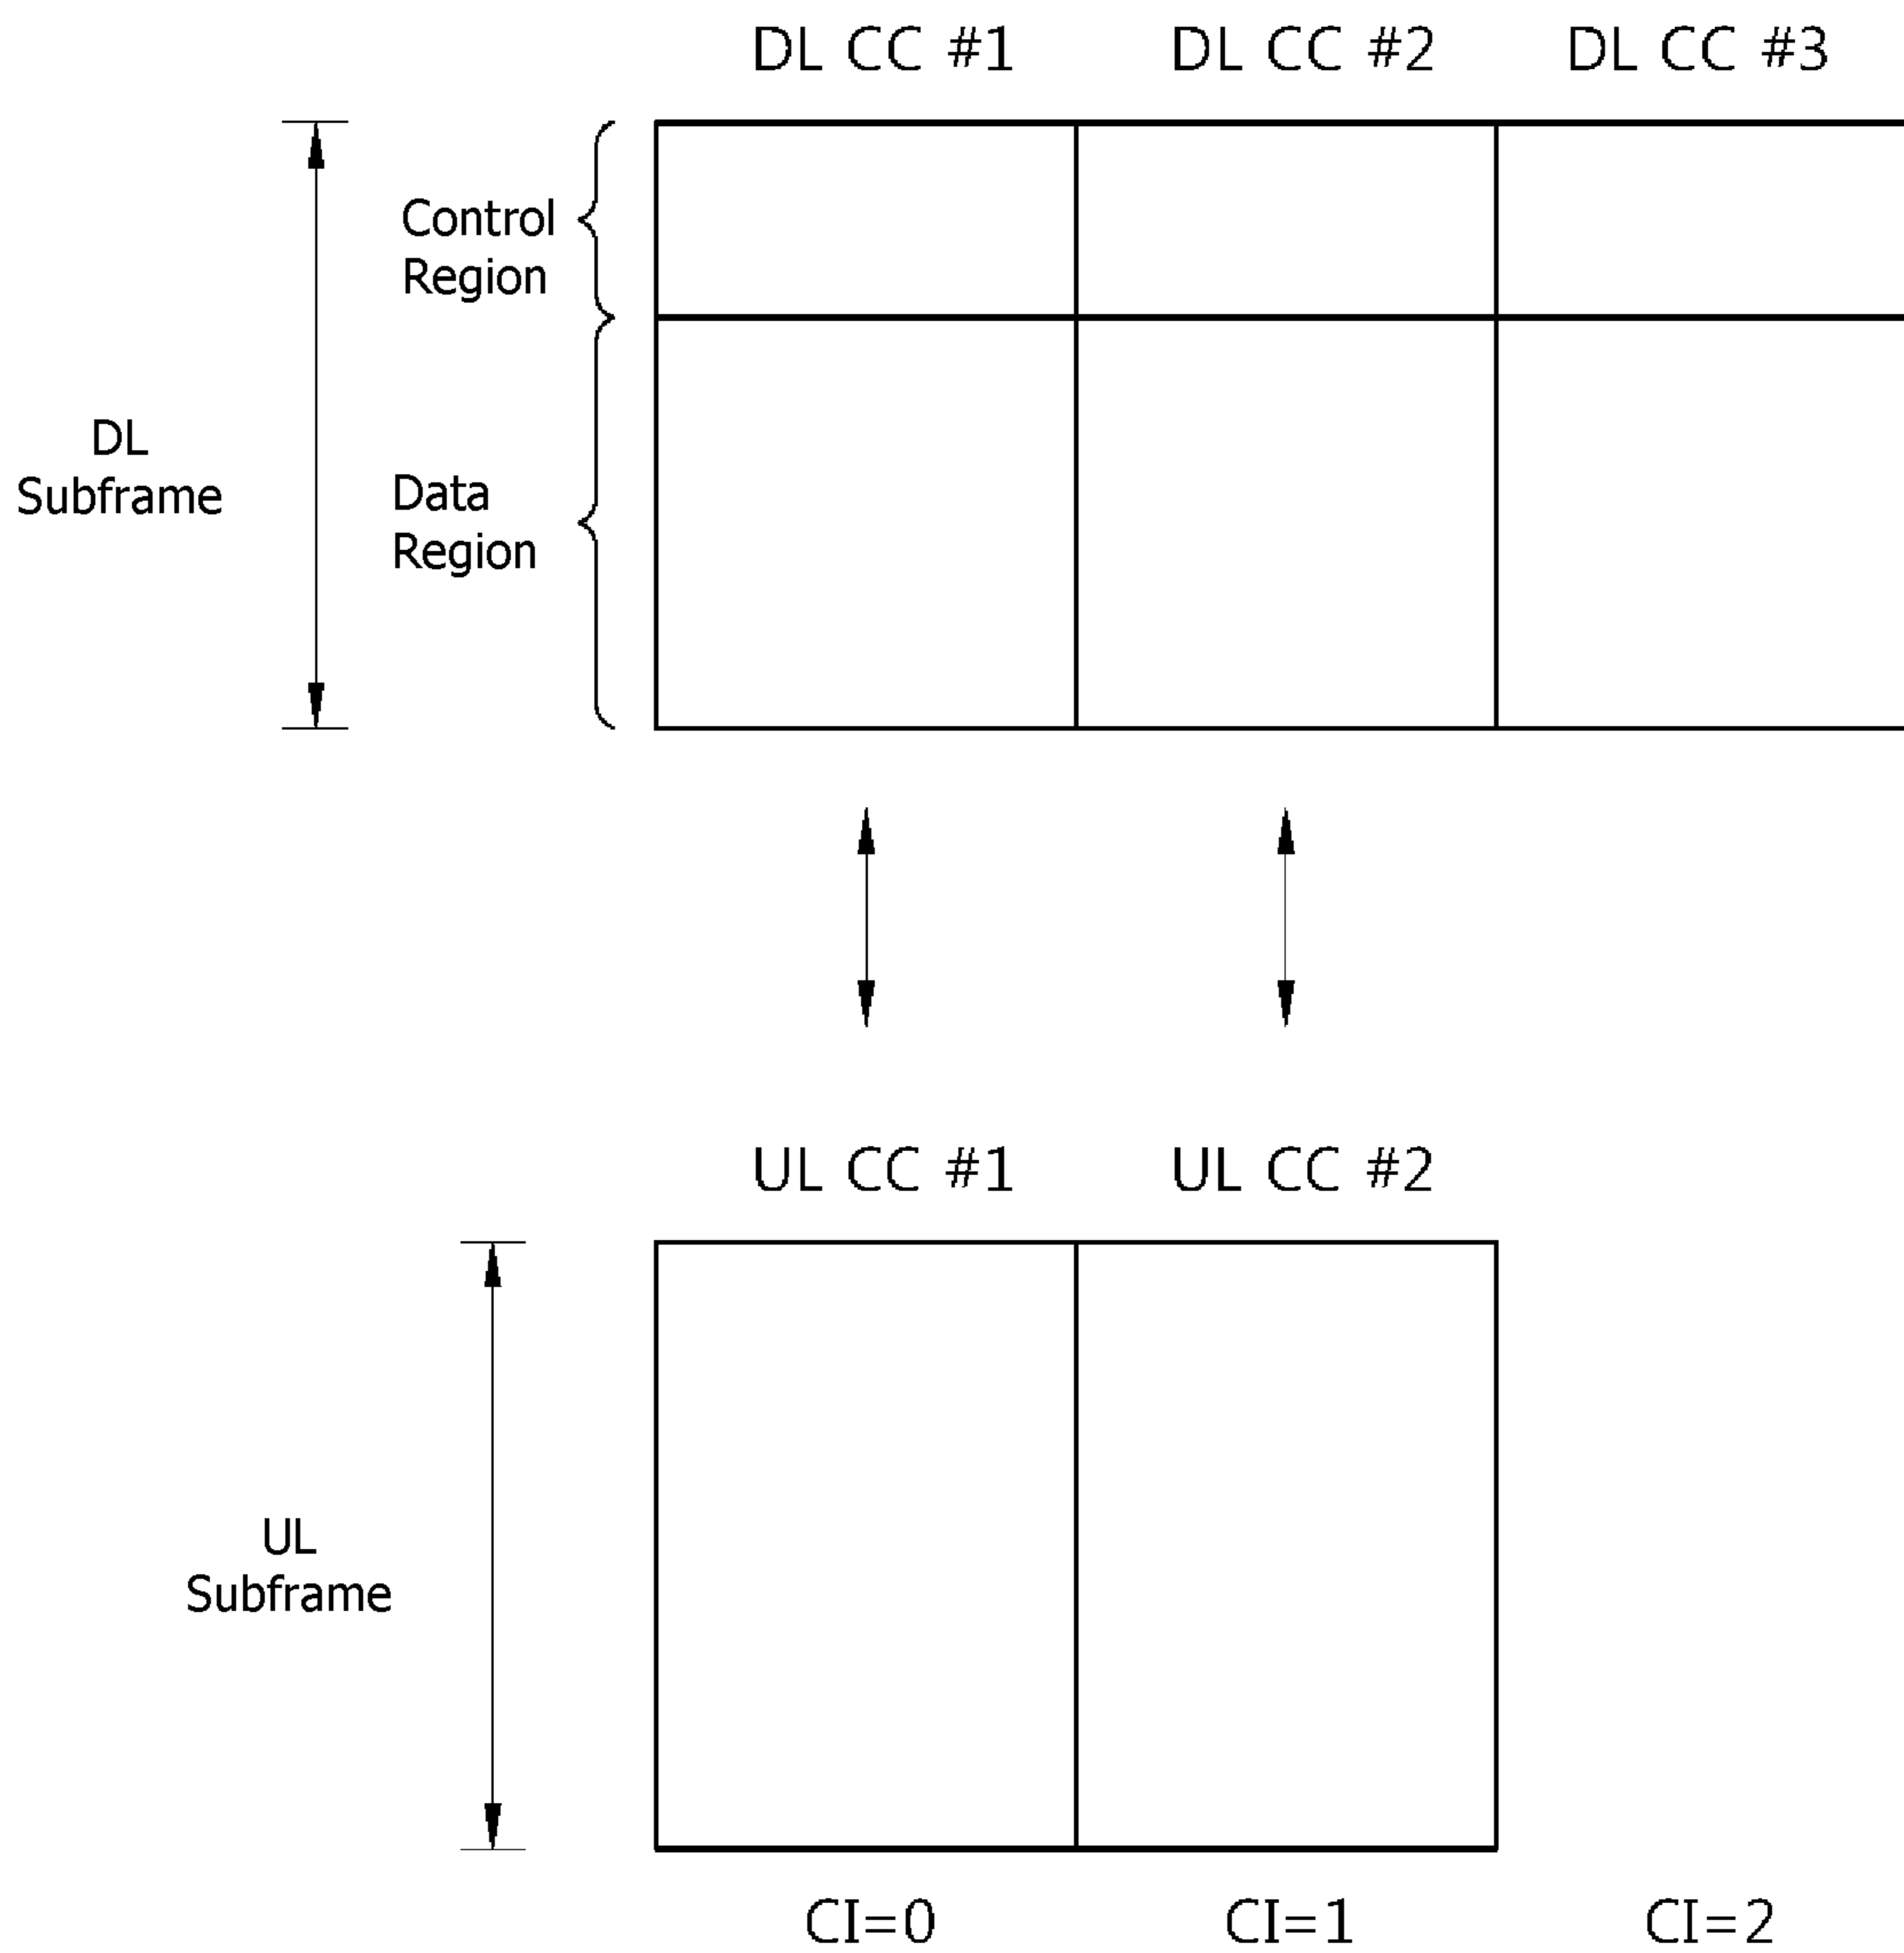 DL CC #1 DL CC #2 DL CC #3
Control
Region
DL
Subframe
Data
Region
UL CC #1 UL CC #2
UL
Subframe
CI=0 CI=1 CI=2